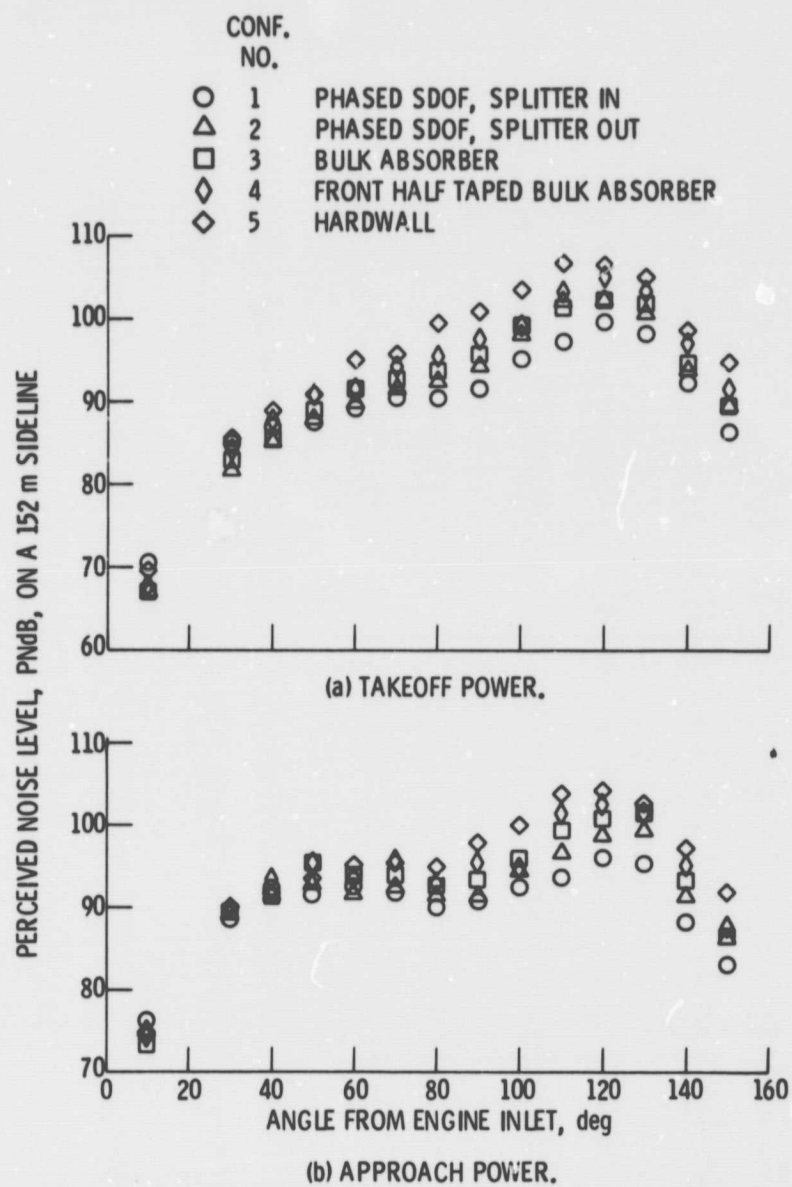 CONF.
NO.
1 PHASED SDOF, SPLITTER IN
2 PHASED SDOF, SPLITTER OUT
3 BULK ABSORBER
4 FRONT HALF TAPED BULK ABSORBER
5 HARDWALL
PERCEIVED NOISE LEVEL, PNdB, ON A 152 m SIDELINE
110
100
90
80
70
60
(a) TAKEOFF POWER.
110
100
90
80
70
0 20 40 60 80 100 120 140 160
ANGLE FROM ENGINE INLET, deg
(b) APPROACH POWER.